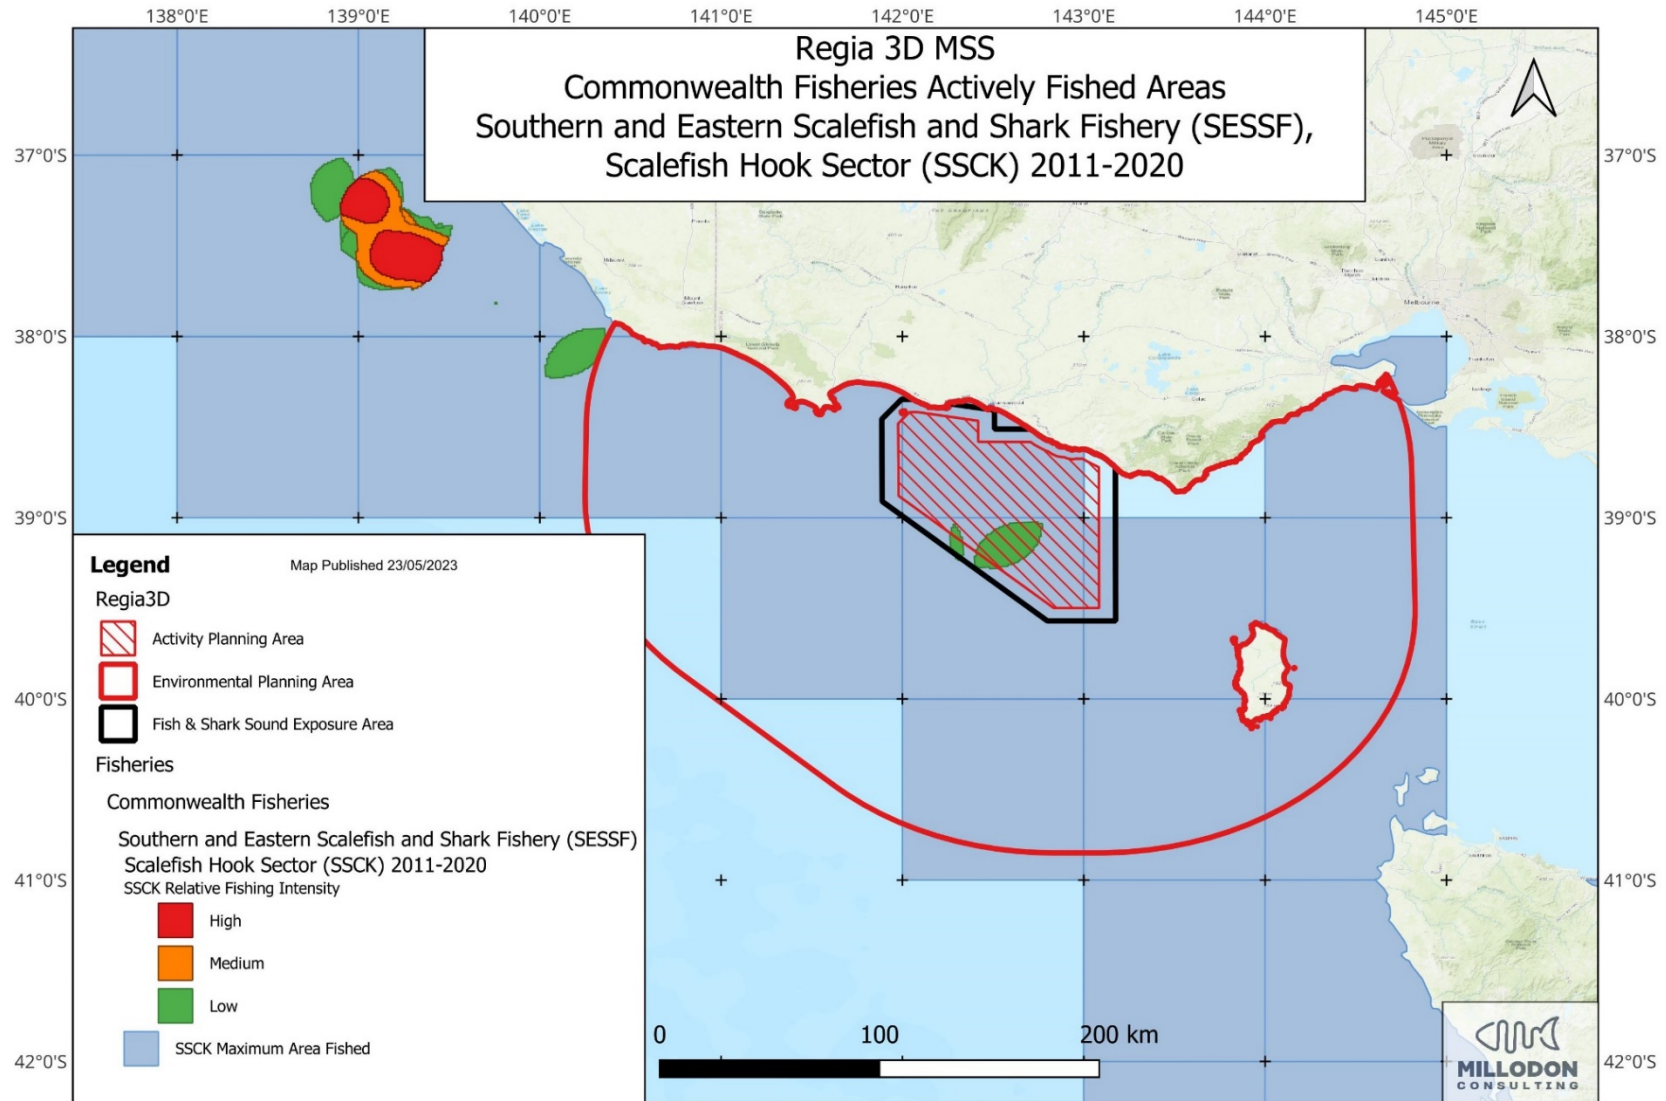 138°0'E 139°0'E 140°0'E 141°0'E 142°0'E 143°0'E 144°0'E 145°0'E
Regia 3D MSS
Commonwealth Fisheries Actively Fished Areas
Southern and Eastern Scalefish and Shark Fishery (SESSF),
Scalefish Hook Sector (SSCK) 2011-2020
37°0'S 37°0'S
Melbourne
38°0'S 38°0'S
39°0'S 39°0'S
Legend Map Published 23/05/2023
Regia3D
Activity Planning Area
Environmental Planning Area
40°0'S 40°0'S
Fish & Shark Sound Exposure Area
Fisheries
Commonwealth Fisheries
Southern and Eastern Scalefish and Shark Fishery (SESSF)
Scalefish Hook Sector (SSCK) 2011-2020
41°0'S 41°0'S
SSCK Relative Fishing Intensity
High
Medium
Low
SSCK Maximum Area Fished
0 100 200 km
42°0'S 42°0'S
MILLODON
CONSULTING